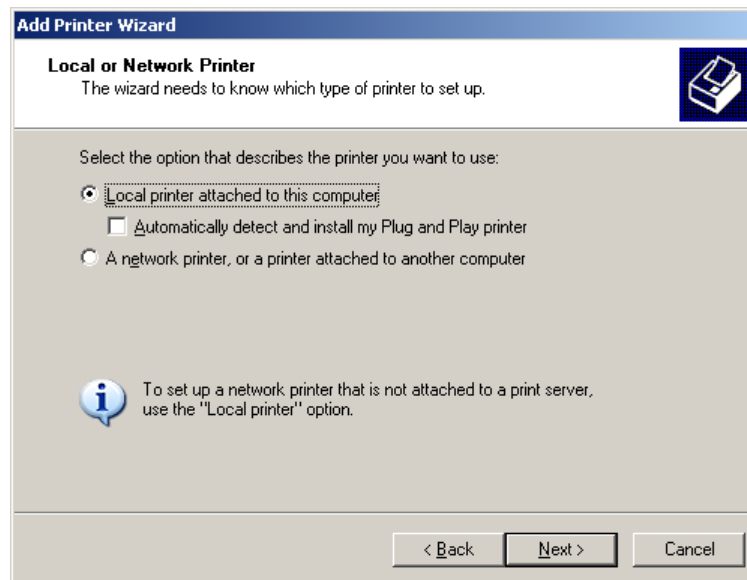 Add Printer Wizard
Local or Network Printer
The wizard needs to know which type of printer to set up.
Select the option that describes the printer you want to use:
Local printer attached to this computer
Automatically detect and install my Plug and Play printer
A network printer, or a printer attached to another computer
To set up a network printer that is not attached to a print server,
use the "Local printer" option.
< Back
Next >
Cancel